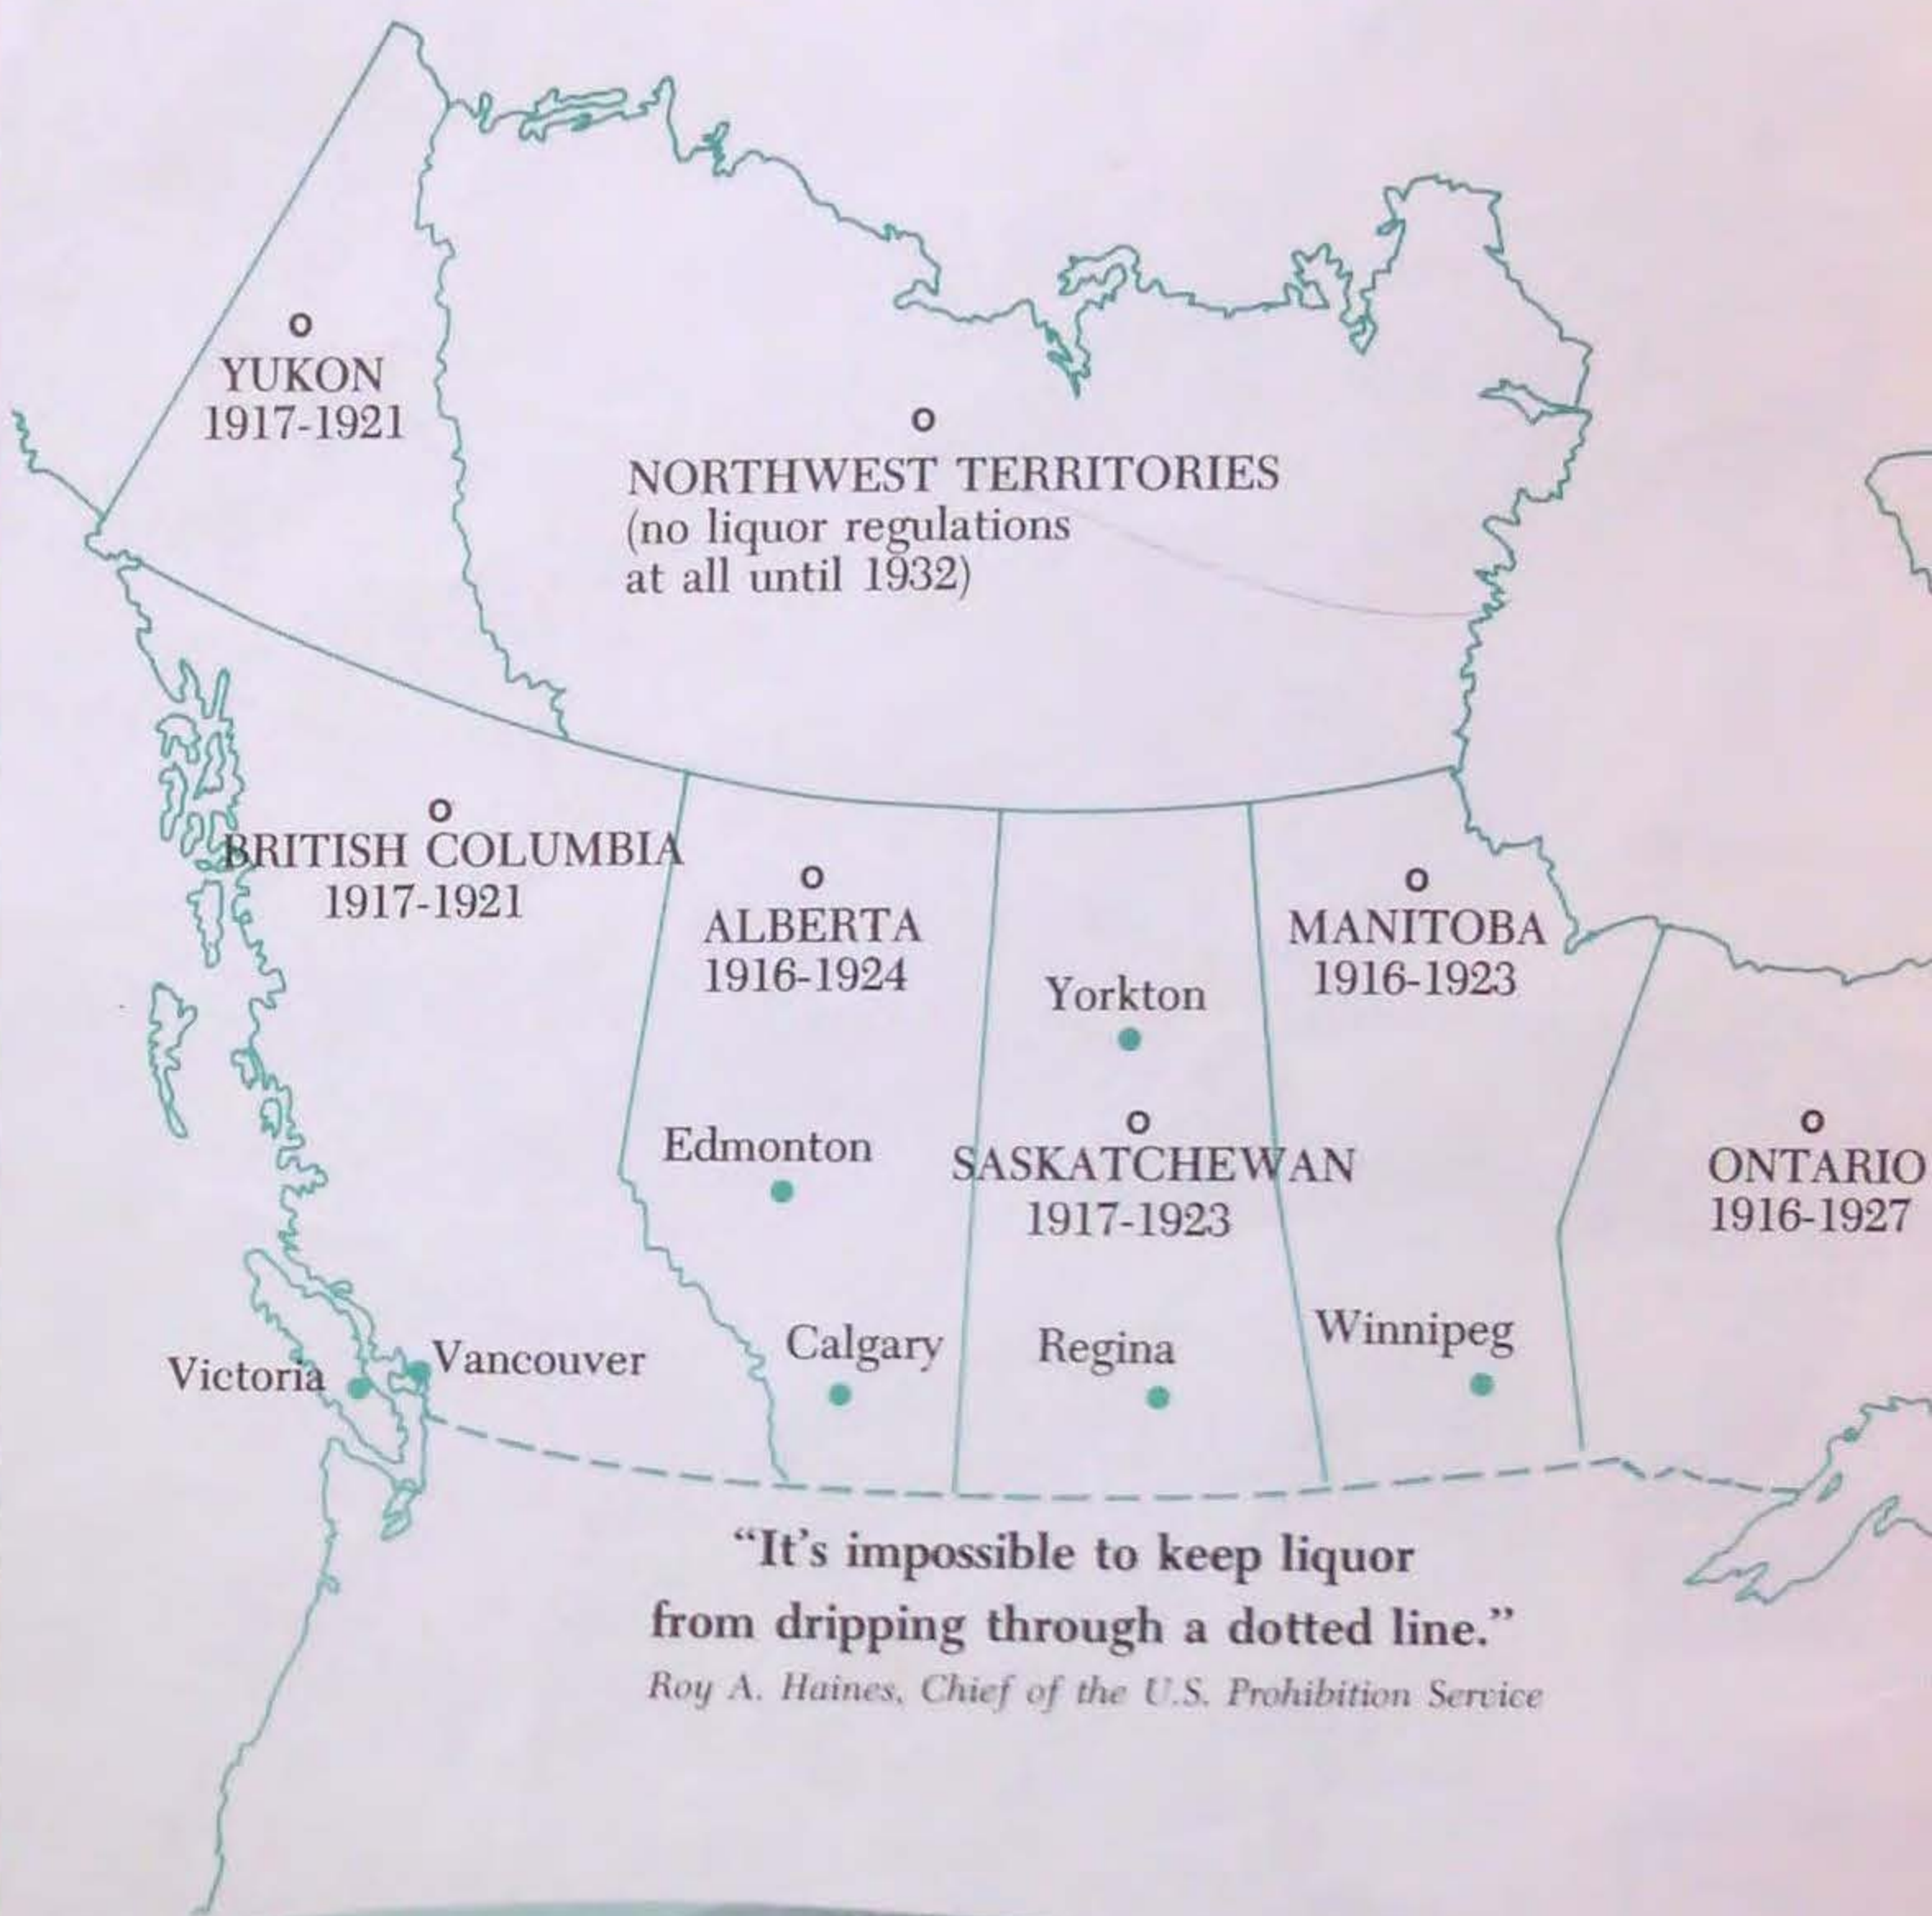 YUKON
1917-1921
NORTHWEST TERRITORIES
(no liquor regulations
at all until 1932)
BRITISH COLUMBIA
1917-1921
ALBERTA
1916-1924
MANITOBA
1916-1923
Yorkton
Edmonton
SASKATCHEWAN
1917-1923
ONTARIO
1916-1927
Victoria
Vancouver
Calgary
Regina
Winnipeg
“It's impossible to keep liquor
from dripping through a dotted line.”
Roy A. Haines, Chief of the U.S. Prohibition Service